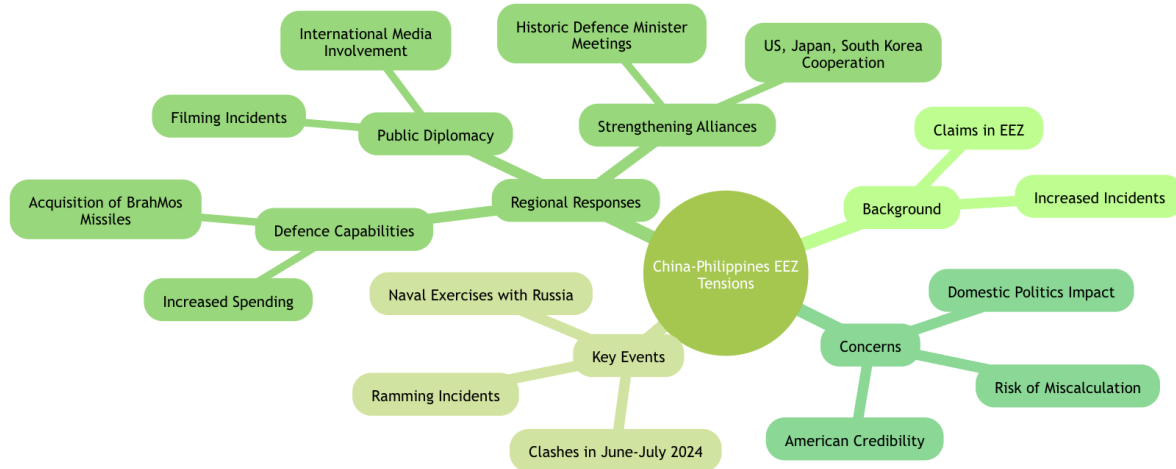 China-Philippines EEZ
Tensions
Background
Claims in EEZ
Increased Incidents
Concerns
Domestic Politics Impact
Risk of Miscalculation
American Credibility
Key Events
Naval Exercises with Russia
Ramming Incidents
Clashes in June-July 2024
Regional Responses
Strengthening Alliances
Historic Defence Minister
Meetings
US, Japan, South Korea
Cooperation
Public Diplomacy
International Media
Involvement
Filming Incidents
Defence Capabilities
Acquisition of BrahMos
Missiles
Increased Spending